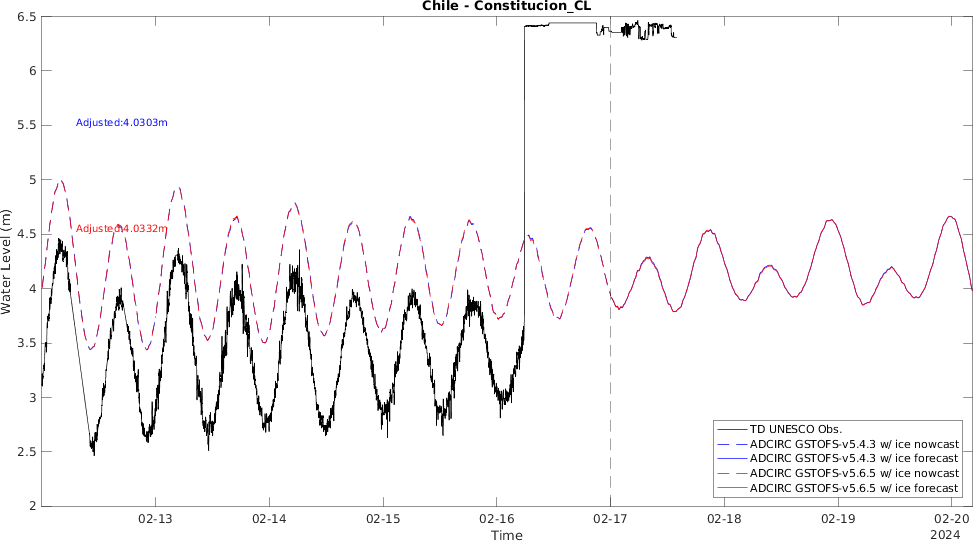 Chile - Constitucion_CL
6.5
6
5.5
5
4.5
4
3.5
3
2.5
2
Water Level (m)
Adjusted:4.0303m
Adjusted:4.0332m
TD UNESCO Obs.
ADCIRC GSTOFS-v5.4.3 w/ ice nowcast
ADCIRC GSTOFS-v5.4.3 w/ ice forecast
ADCIRC GSTOFS-v5.6.5 w/ ice nowcast
ADCIRC GSTOFS-v5.6.5 w/ ice forecast
02-13 02-14 02-15 02-16 02-17 02-18 02-19 02-20
Time
2024